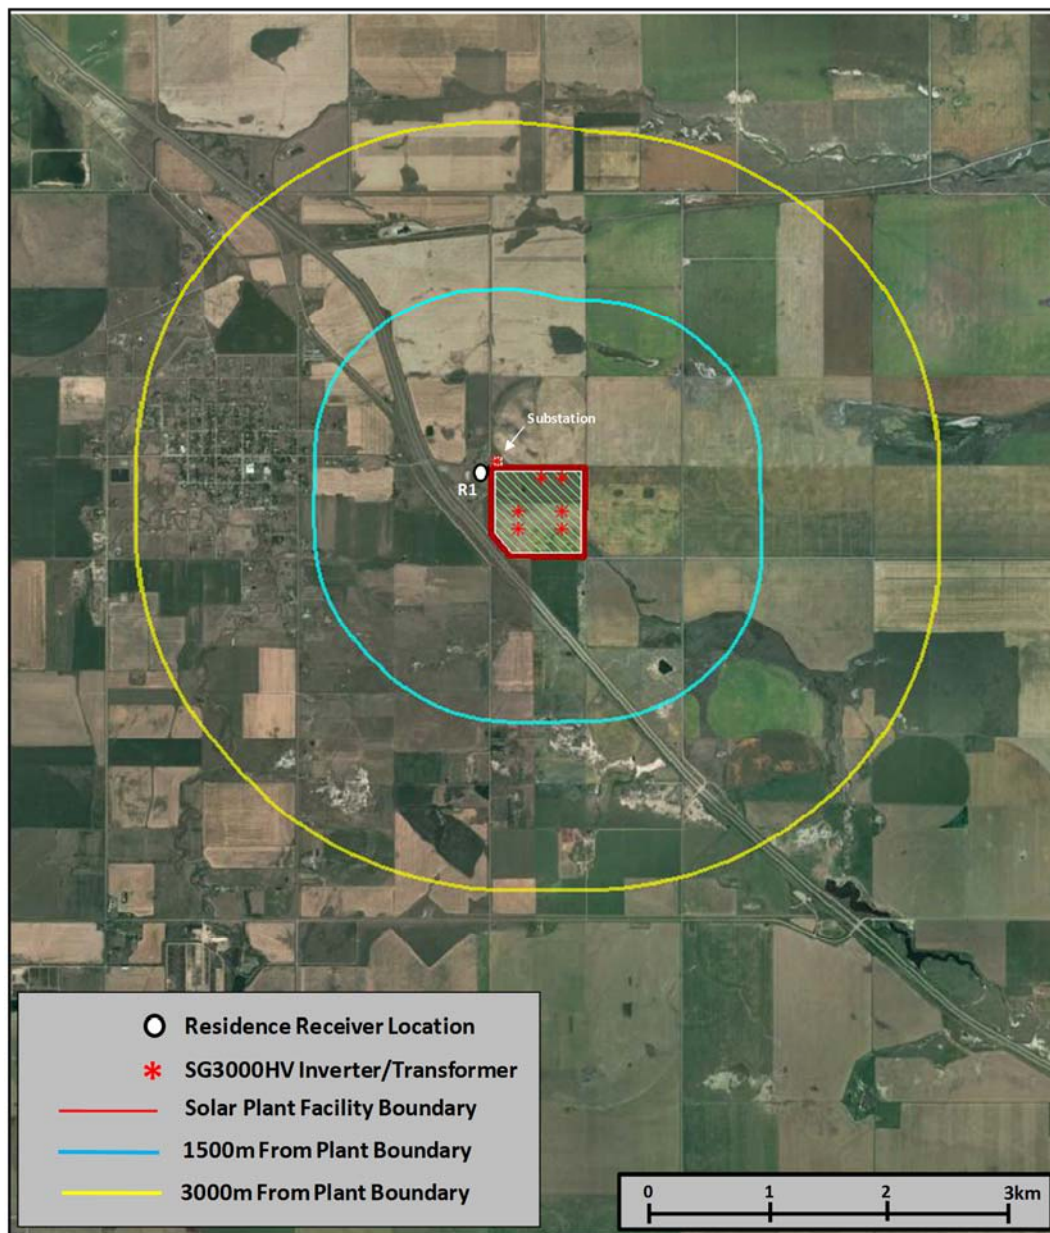 Substation
R1
Residence Receiver Location
SG3000HV Inverter/Transformer
Solar Plant Facility Boundary
1500m From Plant Boundary
3000m From Plant Boundary
0 1 2 3km